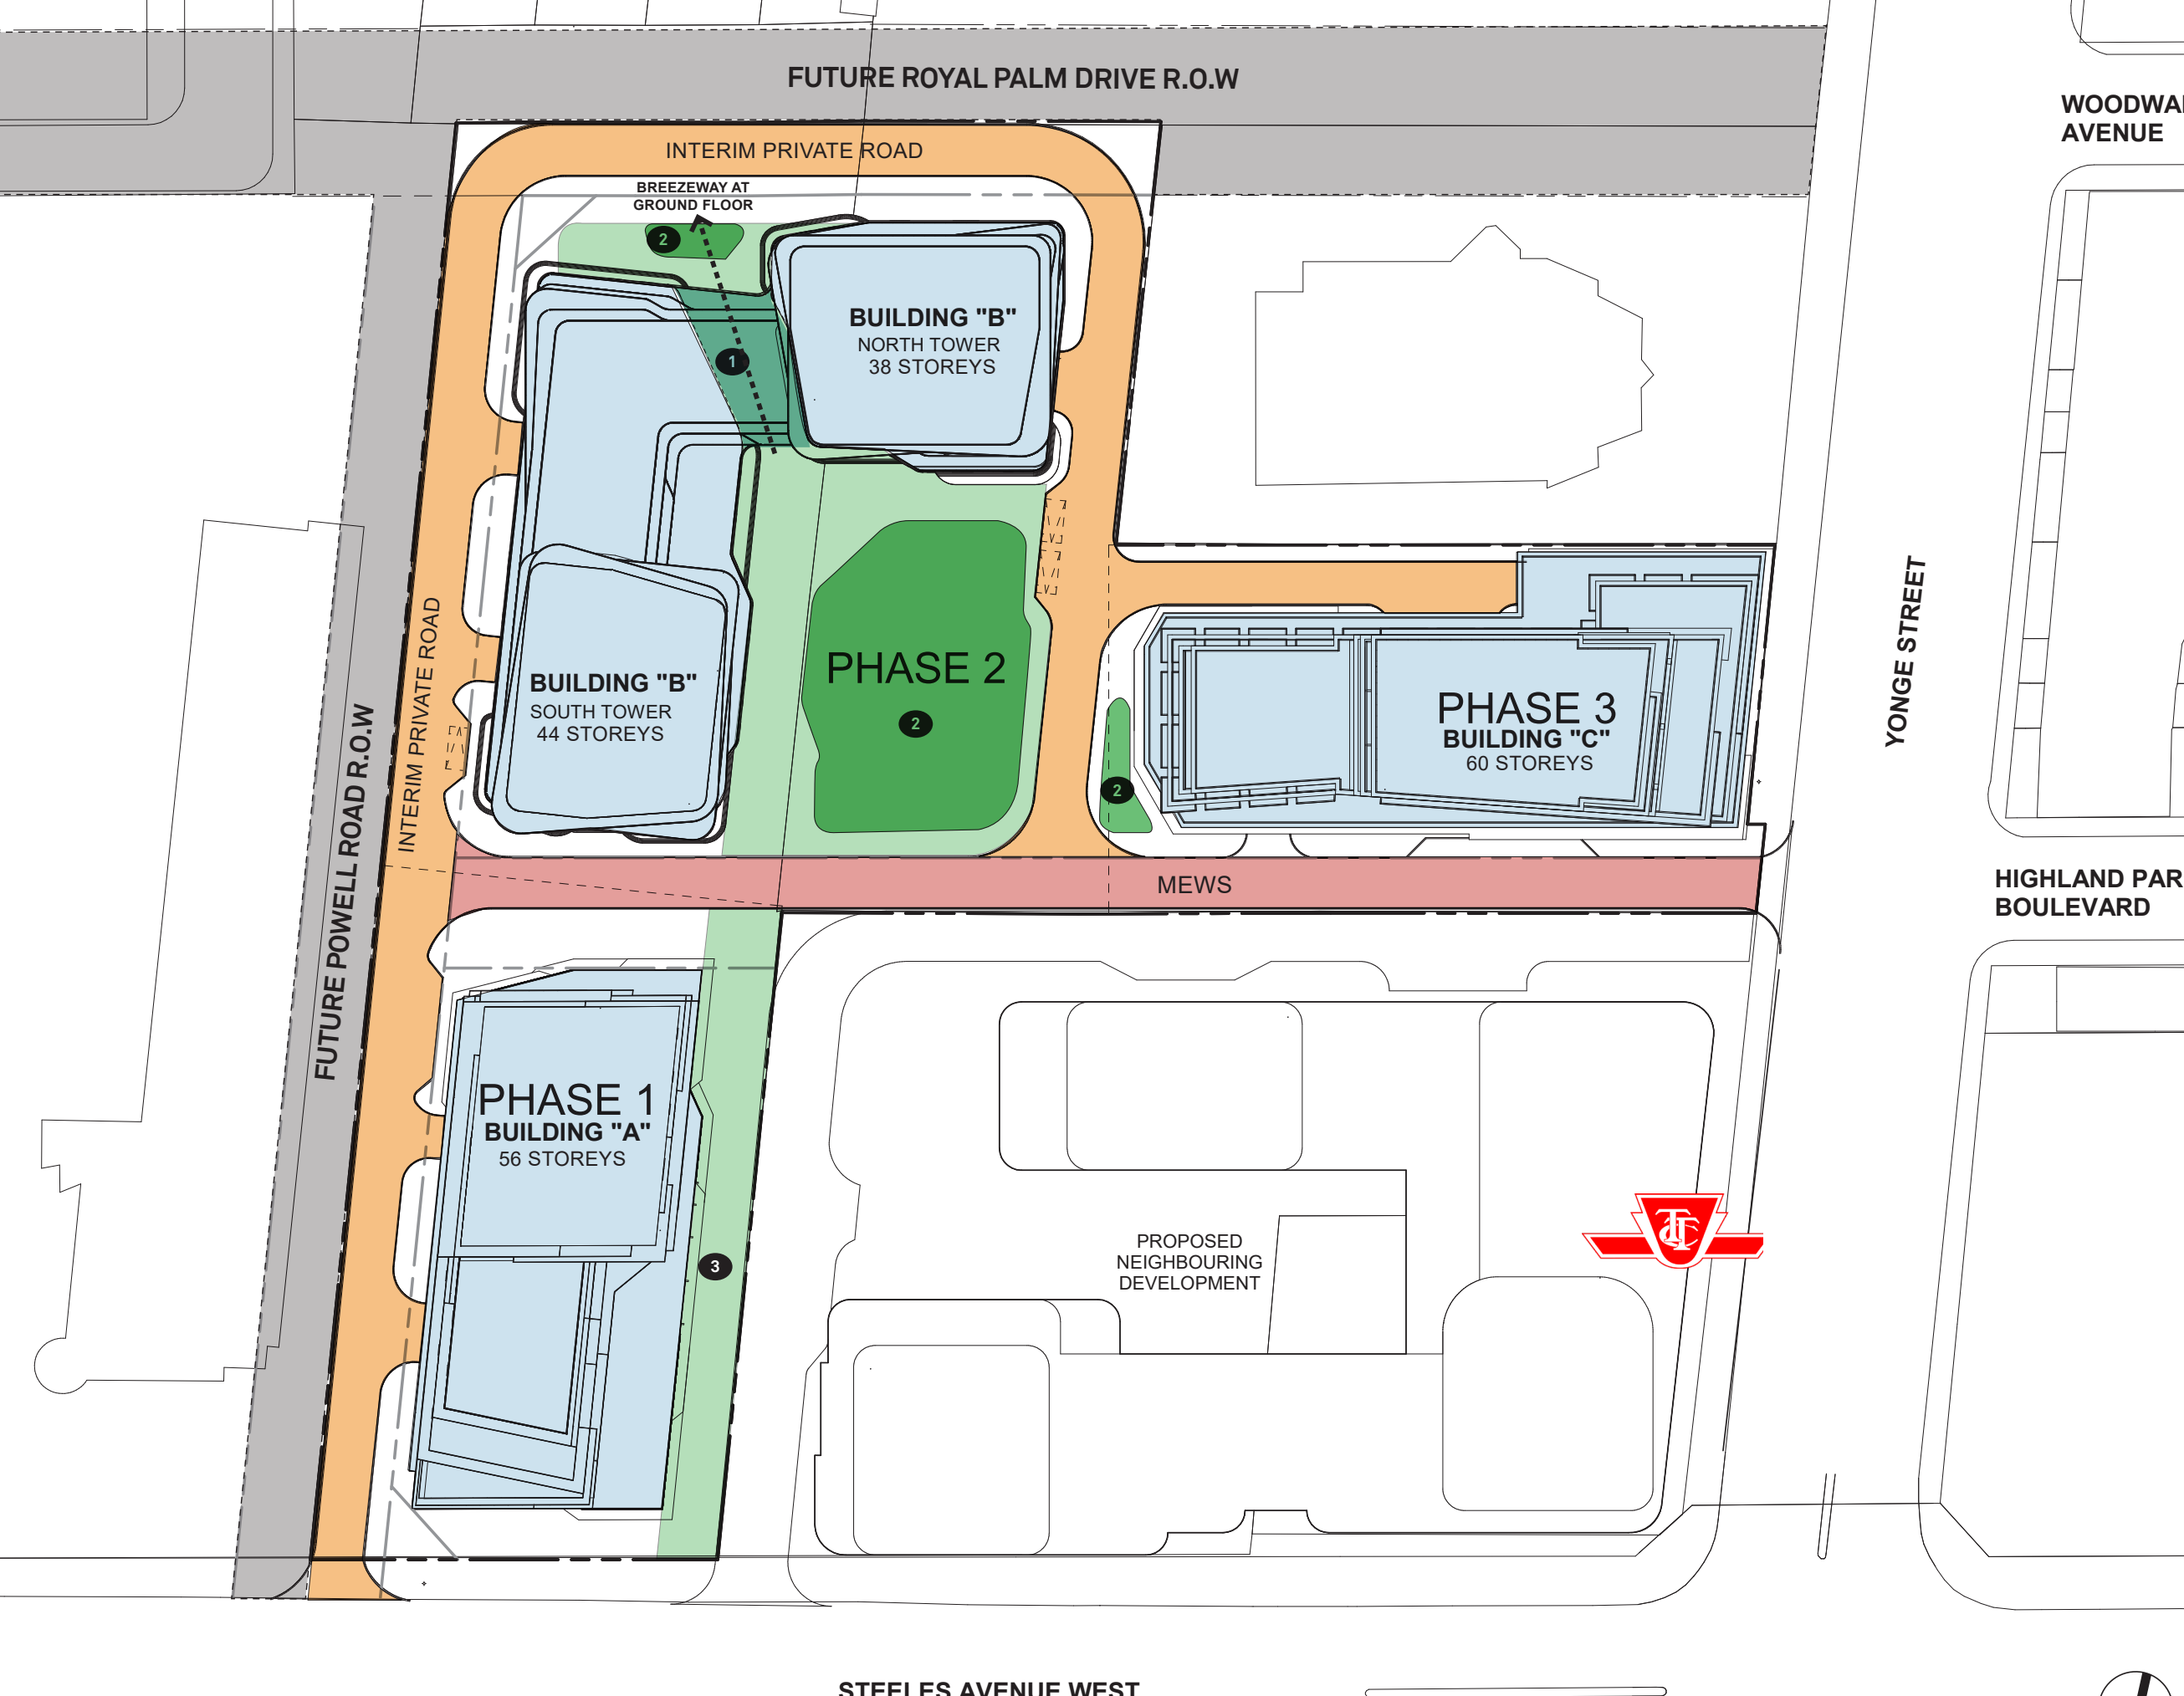 FUTURE ROYAL PALM DRIVE R.O.W
WOODWA
AVENUE
INTERIM PRIVATE ROAD
BREEZEWAY AT
GROUND FLOOR
2
BUILDING "B"
NORTH TOWER
38 STOREYS
1
PHASE 2
2
BUILDING "B"
SOUTH TOWER
44 STOREYS
INTERIM PRIVATE ROAD
FUTURE POWELL ROAD R.O.W
PHASE 3
BUILDING "C"
60 STOREYS
2
YONGE STREET
MEWS
HIGHLAND PAR
BOULEVARD
PHASE 1
BUILDING "A"
56 STOREYS
3
PROPOSED
NEIGHBOURING
DEVELOPMENT
TTC
STEELES AVENUE WEST